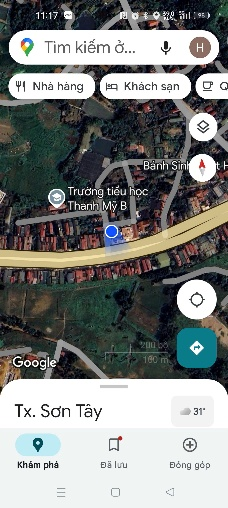 11:17
Tìm kiếm ở...
H
Nhà hàng
Khách sạn
Bánh Sinh
Trường tiểu học
Thanh Mỹ B
Google
Tx. Sơn Tây
31°
Khám phá
Đã lưu
Đóng góp